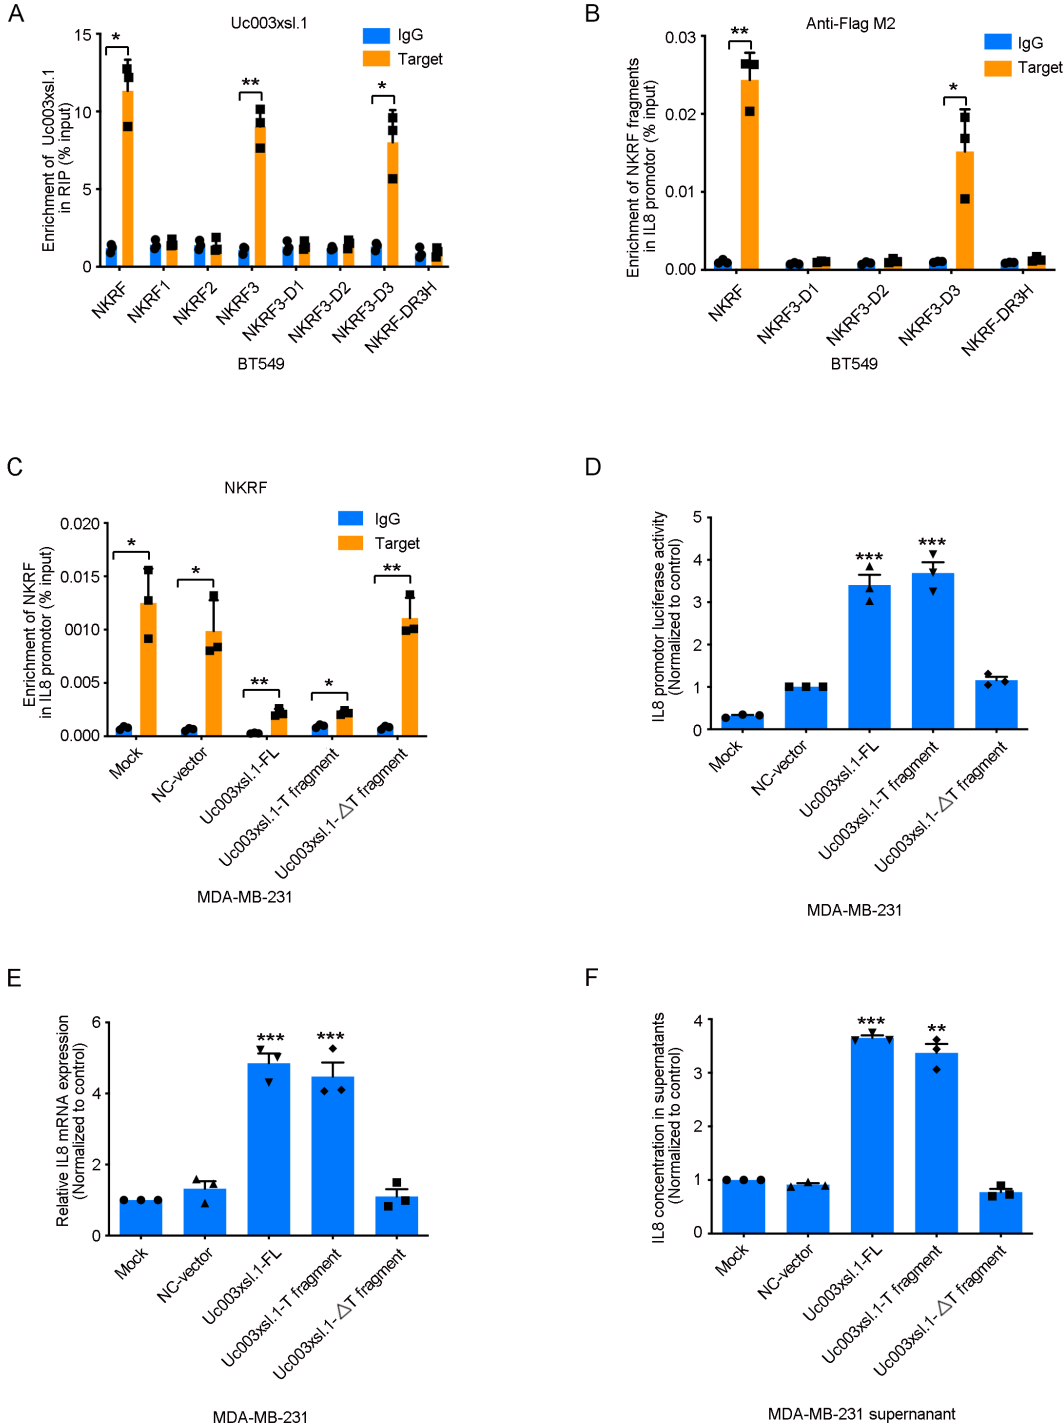 A
Uc003xsl.1
IgG
Target
Enrichment of Uc003xsl.1
in RIP (% input)
15
10
5
0
*
**
*
NKRF
NKRF1
NKRF2
NKRF3
NKRF3-D1
NKRF3-D2
NKRF3-D3
NKRF-DR3H
BT549
B
Anti-Flag M2
IgG
Target
Enrichment of NKRF fragments
in IL8 promotor (% input)
0.03
0.02
0.01
0.00
**
*
NKRF
NKRF3-D1
NKRF3-D2
NKRF3-D3
NKRF-DR3H
BT549
C
NKRF
IgG
Target
Enrichment of NKRF
in IL8 promotor (% input)
0.020
0.015
0010
0.005
0.000
*
*
**
*
**
Mock
NC-vector
Uc003xsl.1-FL
Uc003xsl.1-T fragment
Uc003xsl.1-△T fragment
MDA-MB-231
D
IL8 promotor luciferase activity
(Normalized to control)
5
4
3
2
1
0
***
***
Mock
NC-vector
Uc003xsl.1-FL
Uc003xsl.1-T fragment
Uc003xsl.1-△T fragment
MDA-MB-231
E
Relative IL8 mRNA expression
(Normalized to control)
6
4
2
0
***
***
Mock
NC-vector
Uc003xsl.1-FL
Uc003xsl.1-T fragment
Uc003xsl.1-△T fragment
MDA-MB-231
F
IL8 concentration in supernatants
(Normalized to control)
4
3
2
1
0
***
**
Mock
NC-vector
Uc003xsl.1-FL
Uc003xsl.1-T fragment
Uc003xsl.1-△T fragment
MDA-MB-231 supernanant